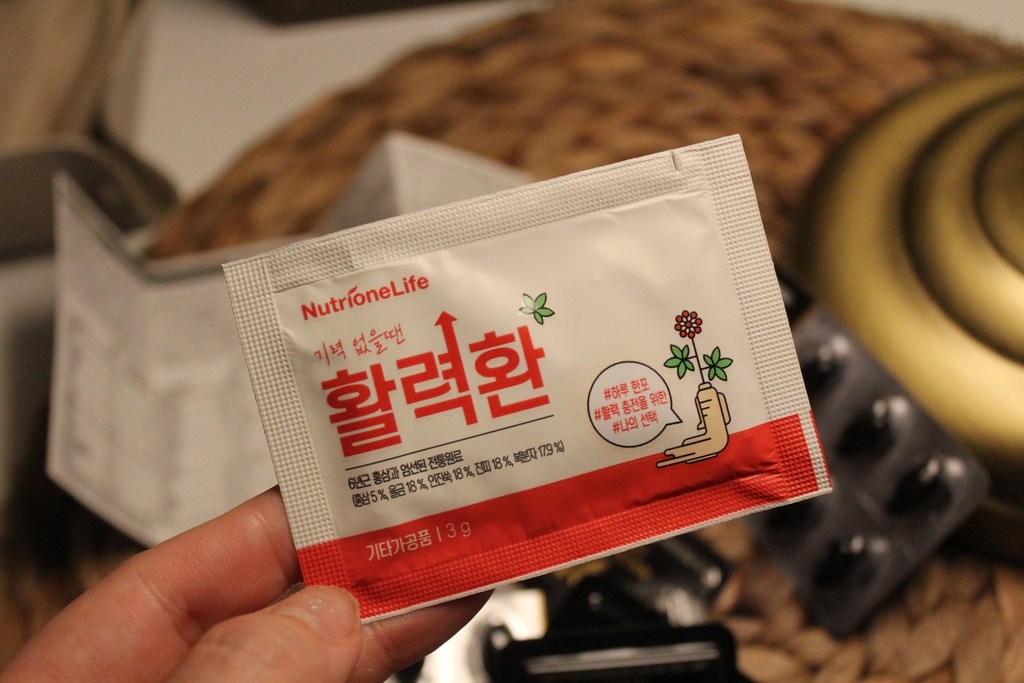 NutrioneLife
기력 없을땐
활력환
6년근 홍삼과 엄선된 전통원료
(홍삼 5 %, 울금 18 %, 인진쑥 18 %, 진피 18 %, 복분자 17.9 %)
#하루 한포
#활력 충전을 위한
#나의 선택
기타가공품 | 3 g